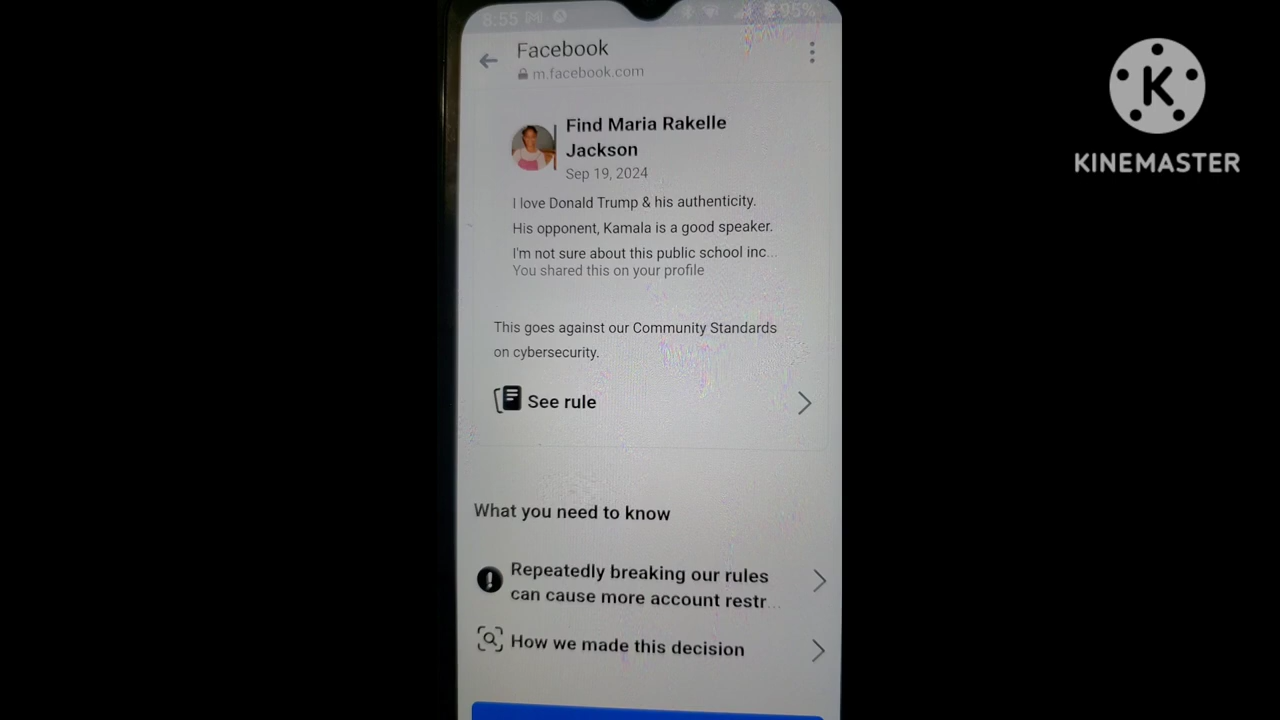 8:55 95%
Facebook
m.facebook.com
Find Maria Rakelle
Jackson
Sep 19, 2024
I love Donald Trump & his authenticity.
His opponent, Kamala is a good speaker.
I'm not sure about this public school inc...
You shared this on your profile
This goes against our Community Standards
on cybersecurity.
See rule
What you need to know
Repeatedly breaking our rules
can cause more account restr...
How we made this decision
K
KINEMASTER